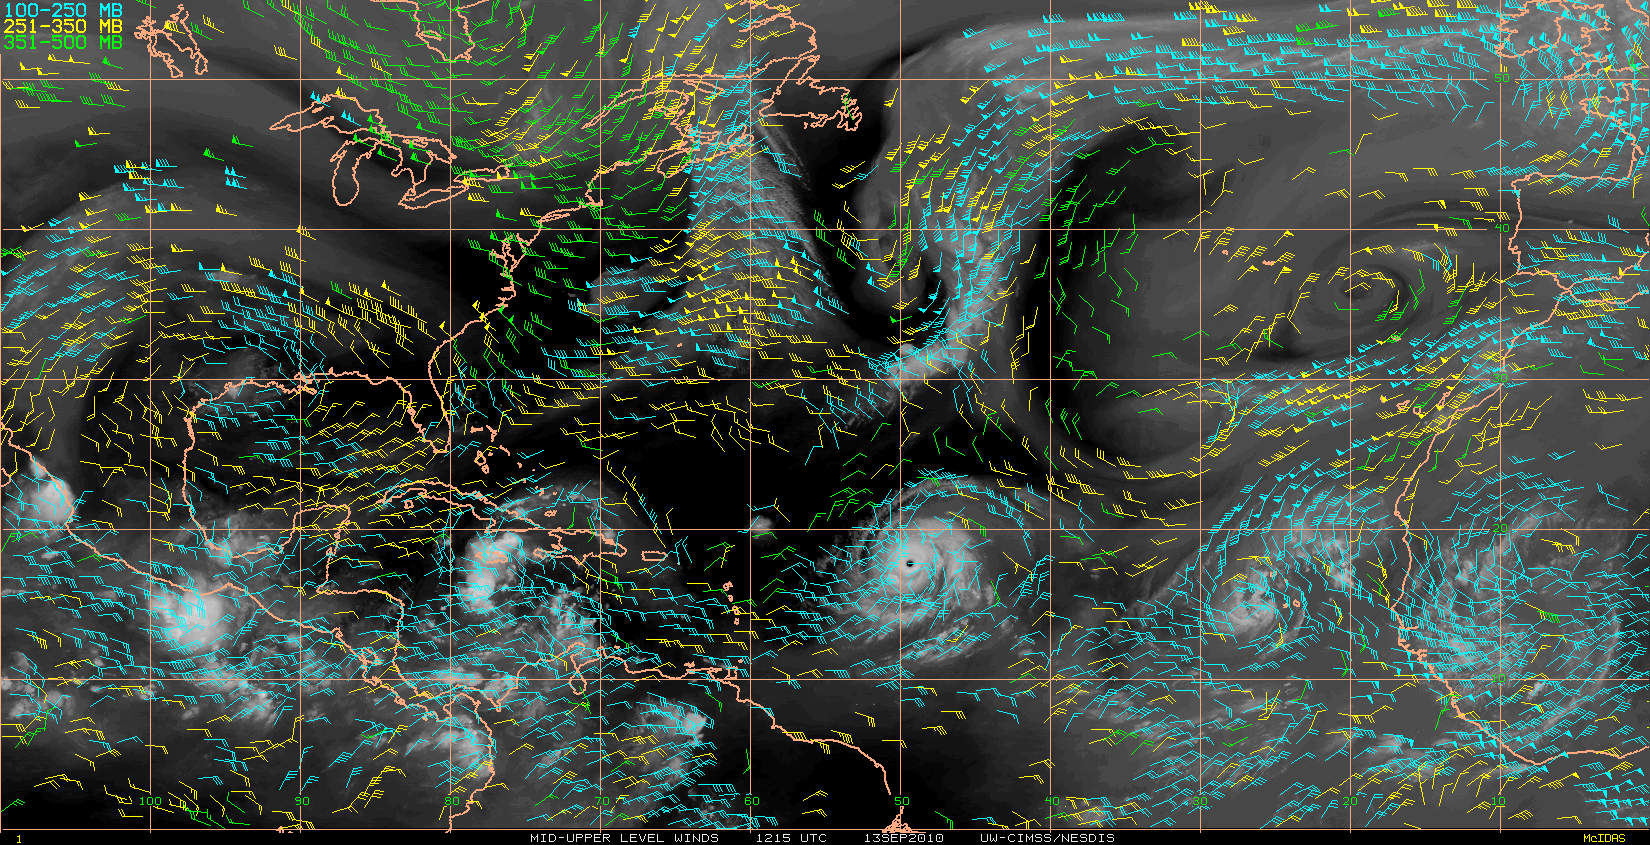 100-250 MB
251-350 MB
351-500 MB
50
40
30
20
10
100 90 80 70 60 50 40 30 20 10
1 MID-UPPER LEVEL WINDS 1215 UTC 13SEP2010 UW-CIMSS/NESDIS McIDAS